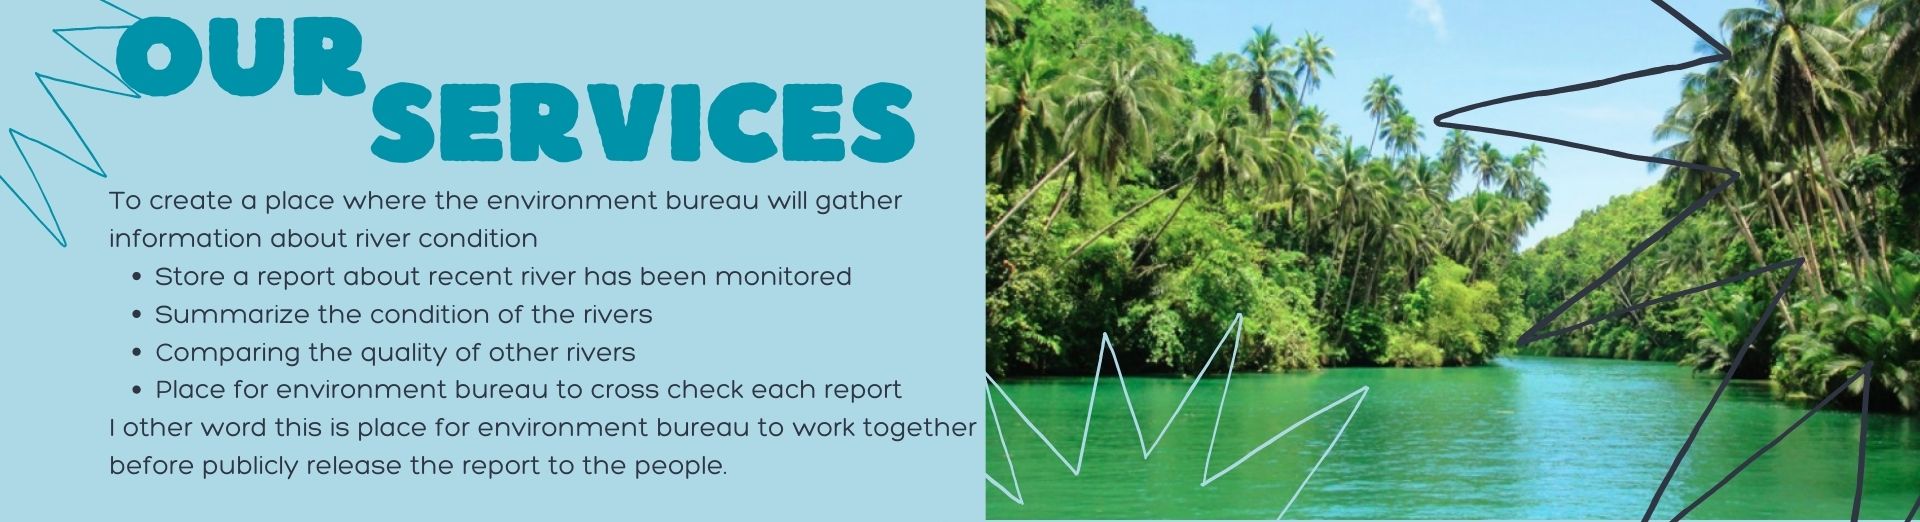 OUR
SERVICES
To create a place where the environment bureau will gather
information about river condition
• Store a report about recent river has been monitored
• Summarize the condition of the rivers
• Comparing the quality of other rivers
• Place for environment bureau to cross check each report
I other word this is place for environment bureau to work together
before publicly release the report to the people.